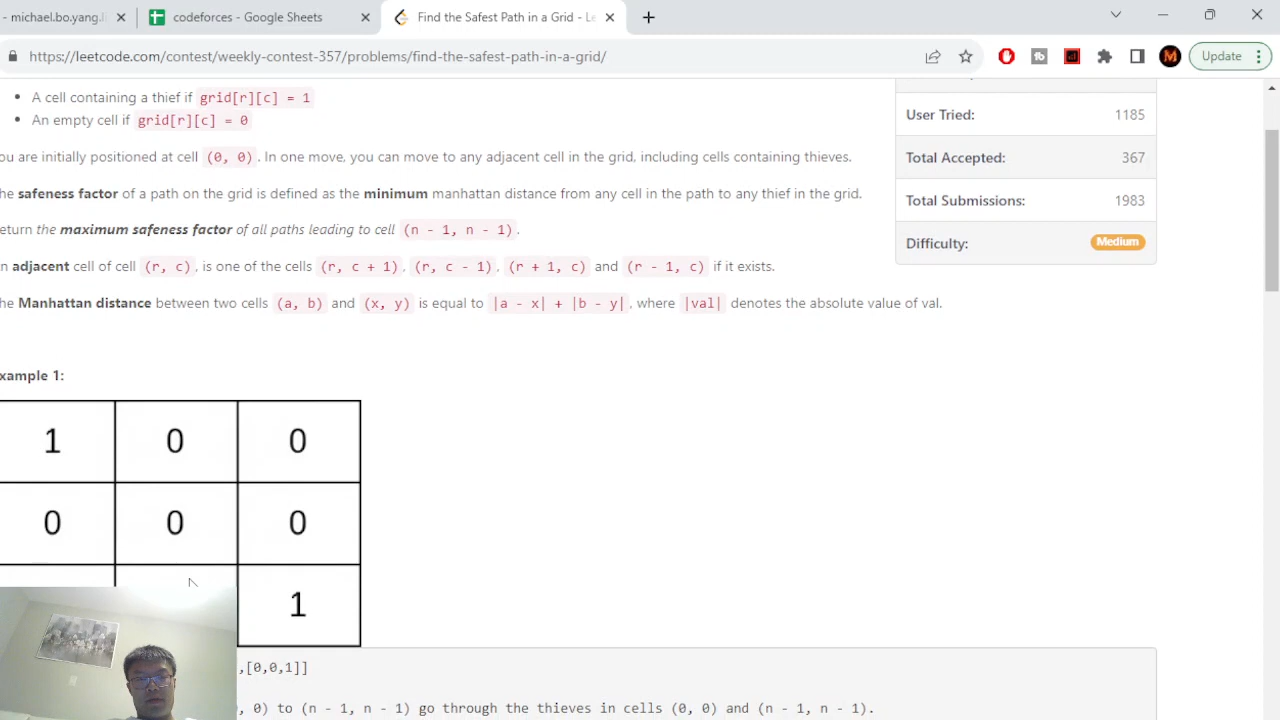 - michael.bo.yang.Ji
codeforces - Google Sheets
Find the Safest Path in a Grid - Le
https://leetcode.com/contest/weekly-contest-357/problems/find-the-safest-path-in-a-grid/
Update
A cell containing a thief if grid[r][c] = 1
An empty cell if grid[r][c] = 0
ou are initially positioned at cell (0, 0). In one move, you can move to any adjacent cell in the grid, including cells containing thieves.
he safeness factor of a path on the grid is defined as the minimum manhattan distance from any cell in the path to any thief in the grid.
eturn the maximum safeness factor of all paths leading to cell (n - 1, n - 1).
n adjacent cell of cell (r, c), is one of the cells (r, c + 1), (r, c - 1), (r + 1, c) and (r - 1, c) if it exists.
he Manhattan distance between two cells (a, b) and (x, y) is equal to |a - x| + |b - y|, where |val| denotes the absolute value of val.
User Tried: 1185
Total Accepted: 367
Total Submissions: 1983
Difficulty: Medium
xample 1:
1 0 0
0 0 0
1
,[0,0,1]]
, 0) to (n - 1, n - 1) go through the thieves in cells (0, 0) and (n - 1, n - 1).